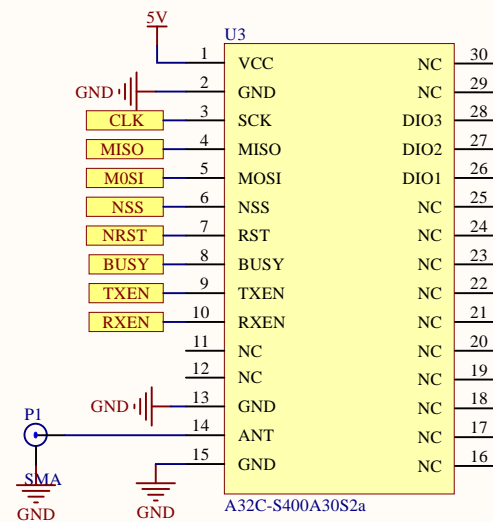 5V
U3
1 VCC NC 30
GND 2 GND NC 29
CLK 3 SCK DIO3 28
MISO 4 MISO DIO2 27
M0SI 5 MOSI DIO1 26
NSS 6 NSS NC 25
NRST 7 RST NC 24
BUSY 8 BUSY NC 23
TXEN 9 TXEN NC 22
RXEN 10 RXEN NC 21
11 NC NC 20
12 NC NC 19
GND 13 GND NC 18
P1 14 ANT NC 17
15 GND NC 16
SMA
GND GND A32C-S400A30S2a